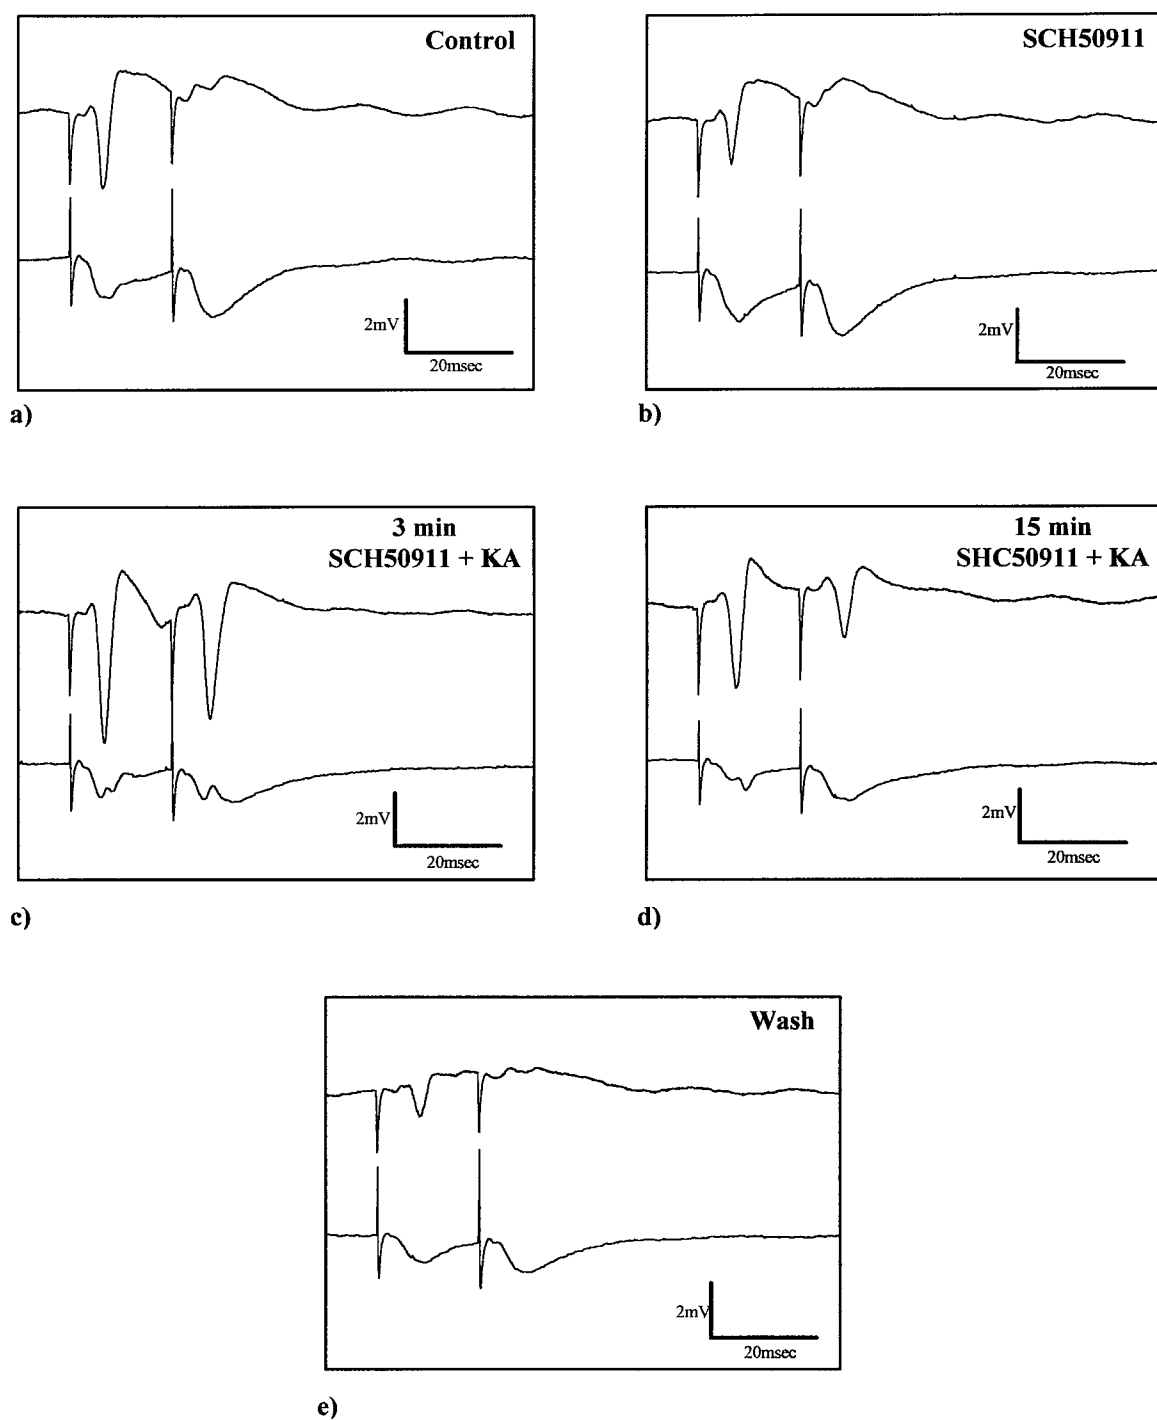 Control
2mV
20msec
a)
SCH50911
2mV
20msec
b)
3 min
SCH50911 + KA
2mV
20msec
c)
15 min
SHC50911 + KA
2mV
20msec
d)
Wash
2mV
20msec
e)